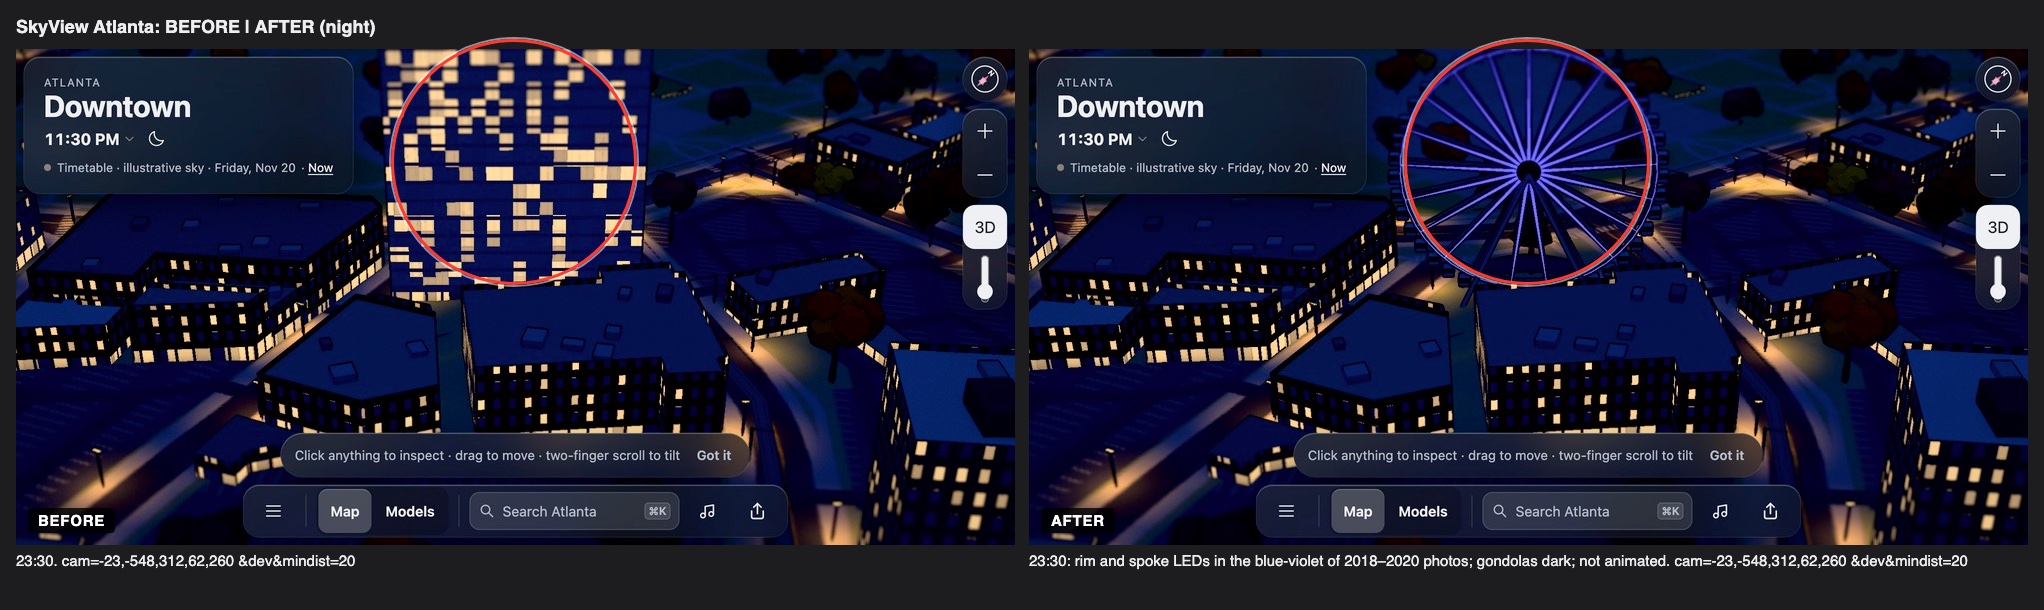 SkyView Atlanta: BEFORE | AFTER (night)
ATLANTA
Downtown
11:30 PM
Timetable · illustrative sky · Friday, Nov 20 · Now
3D
Click anything to inspect · drag to move · two-finger scroll to tilt Got it
Map Models Search Atlanta ⌘K
BEFORE
23:30. cam=-23,-548,312,62,260 &dev&mindist=20
ATLANTA
Downtown
11:30 PM
Timetable · illustrative sky · Friday, Nov 20 · Now
3D
Click anything to inspect · drag to move · two-finger scroll to tilt Got it
Map Models Search Atlanta ⌘K
AFTER
23:30: rim and spoke LEDs in the blue-violet of 2018–2020 photos; gondolas dark; not animated. cam=-23,-548,312,62,260 &dev&mindist=20